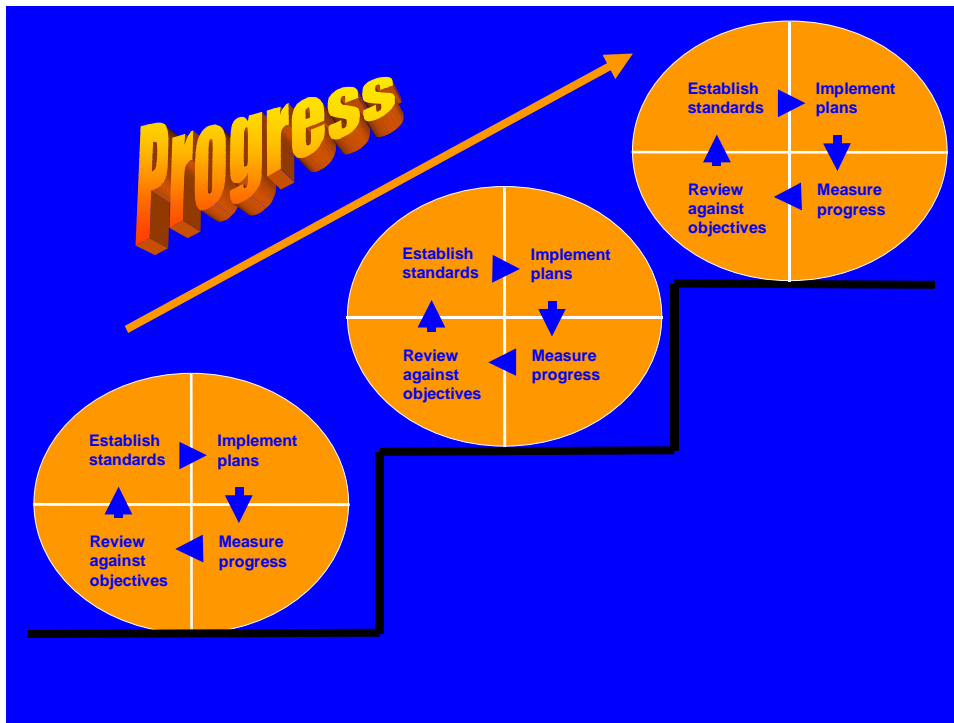 Progress
Establish
standards
Implement
plans
Review
against
objectives
Measure
progress
Establish
standards
Implement
plans
Review
against
objectives
Measure
progress
Establish
standards
Implement
plans
Review
against
objectives
Measure
progress